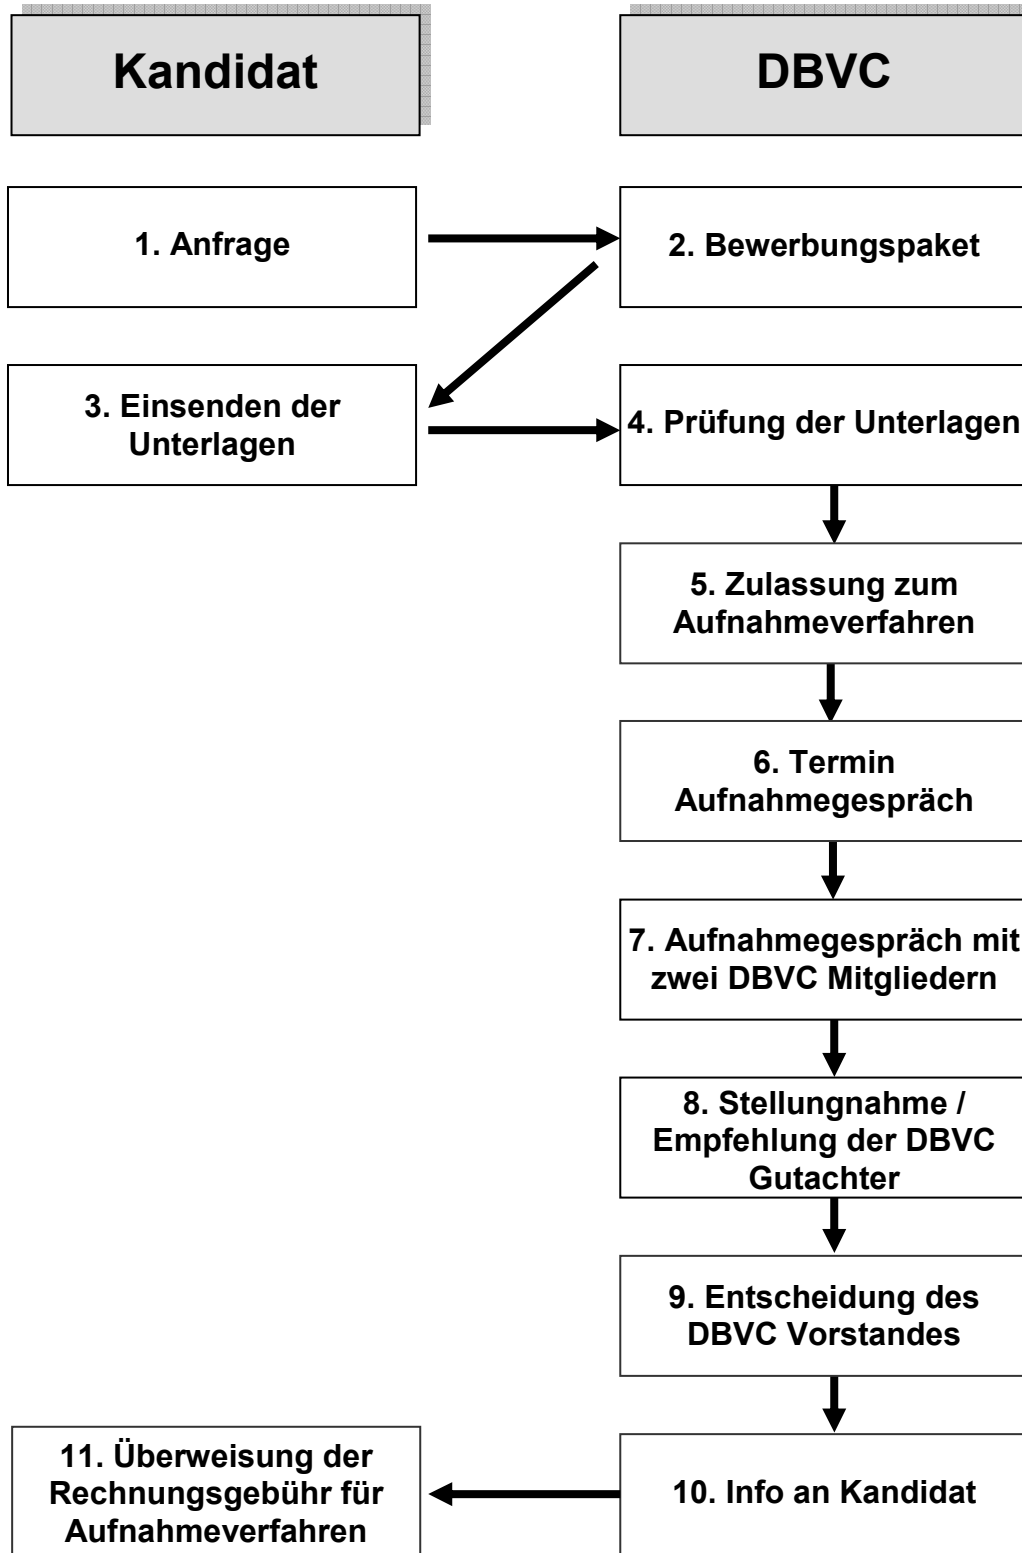 Kandidat
DBVC
1. Anfrage
2. Bewerbungspaket
3. Einsenden der
Unterlagen
4. Prüfung der Unterlagen
5. Zulassung zum
Aufnahmeverfahren
6. Termin
Aufnahmegespräch
7. Aufnahmegespräch mit
zwei DBVC Mitgliedern
8. Stellungnahme /
Empfehlung der DBVC
Gutachter
9. Entscheidung des
DBVC Vorstandes
10. Info an Kandidat
11. Überweisung der
Rechnungsgebühr für
Aufnahmeverfahren